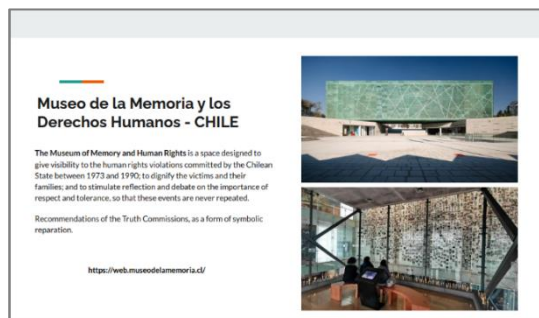 Museo de la Memoria y los
Derechos Humanos - CHILE
The Museum of Memory and Human Rights is a space designed to
give visibility to the human rights violations committed by the Chilean
State between 1973 and 1990; to dignify the victims and their
families; and to stimulate reflection and debate on the importance of
respect and tolerance, so that these events are never repeated.
Recommendations of the Truth Commissions, as a form of symbolic
reparation.
https://web.museodelamemoria.cl/